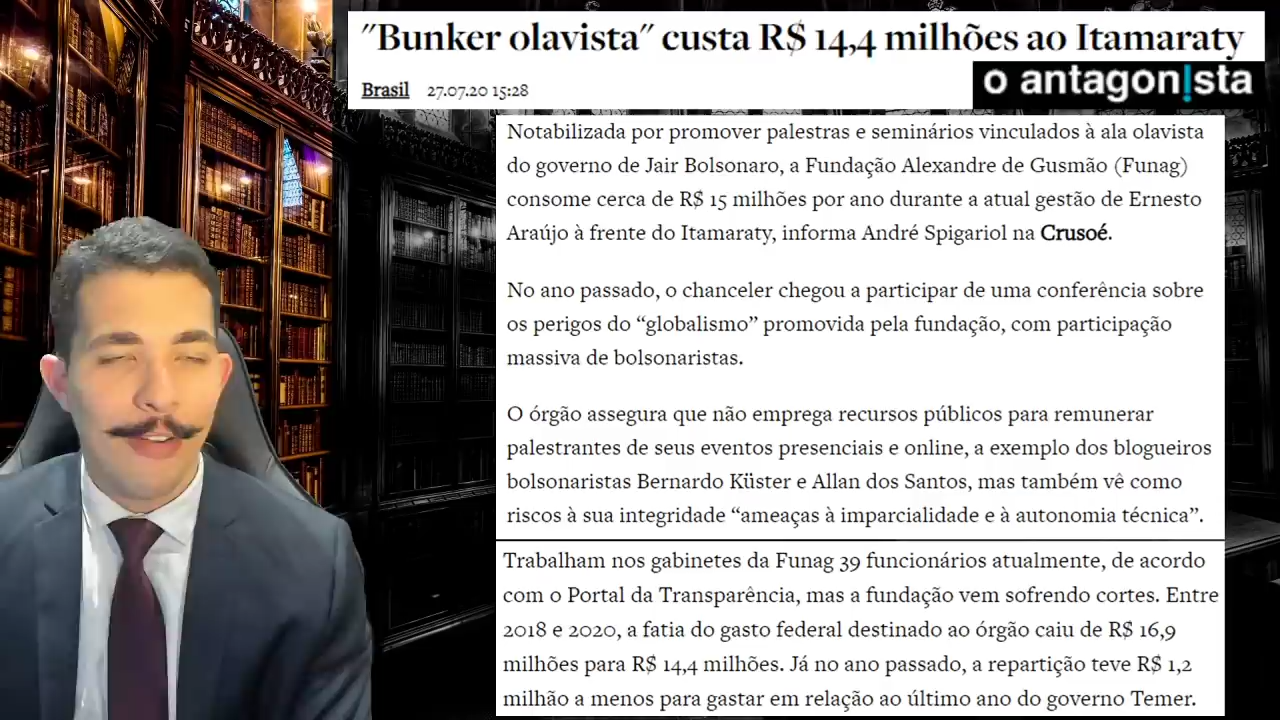 "Bunker olavista" custa R$ 14,4 milhões ao Itamaraty
Brasil 27.07.20 15:28
o antagon!sta
Notabilizada por promover palestras e seminários vinculados à ala olavista
do governo de Jair Bolsonaro, a Fundação Alexandre de Gusmão (Funag)
consome cerca de R$ 15 milhões por ano durante a atual gestão de Ernesto
Araújo à frente do Itamaraty, informa André Spigariol na Crusoé.
No ano passado, o chanceler chegou a participar de uma conferência sobre
os perigos do “globalismo” promovida pela fundação, com participação
massiva de bolsonaristas.
O órgão assegura que não emprega recursos públicos para remunerar
palestrantes de seus eventos presenciais e online, a exemplo dos blogueiros
bolsonaristas Bernardo Küster e Allan dos Santos, mas também vê como
riscos à sua integridade “ameaças à imparcialidade e à autonomia técnica”.
Trabalham nos gabinetes da Funag 39 funcionários atualmente, de acordo
com o Portal da Transparência, mas a fundação vem sofrendo cortes. Entre
2018 e 2020, a fatia do gasto federal destinado ao órgão caiu de R$ 16,9
milhões para R$ 14,4 milhões. Já no ano passado, a repartição teve R$ 1,2
milhão a menos para gastar em relação ao último ano do governo Temer.